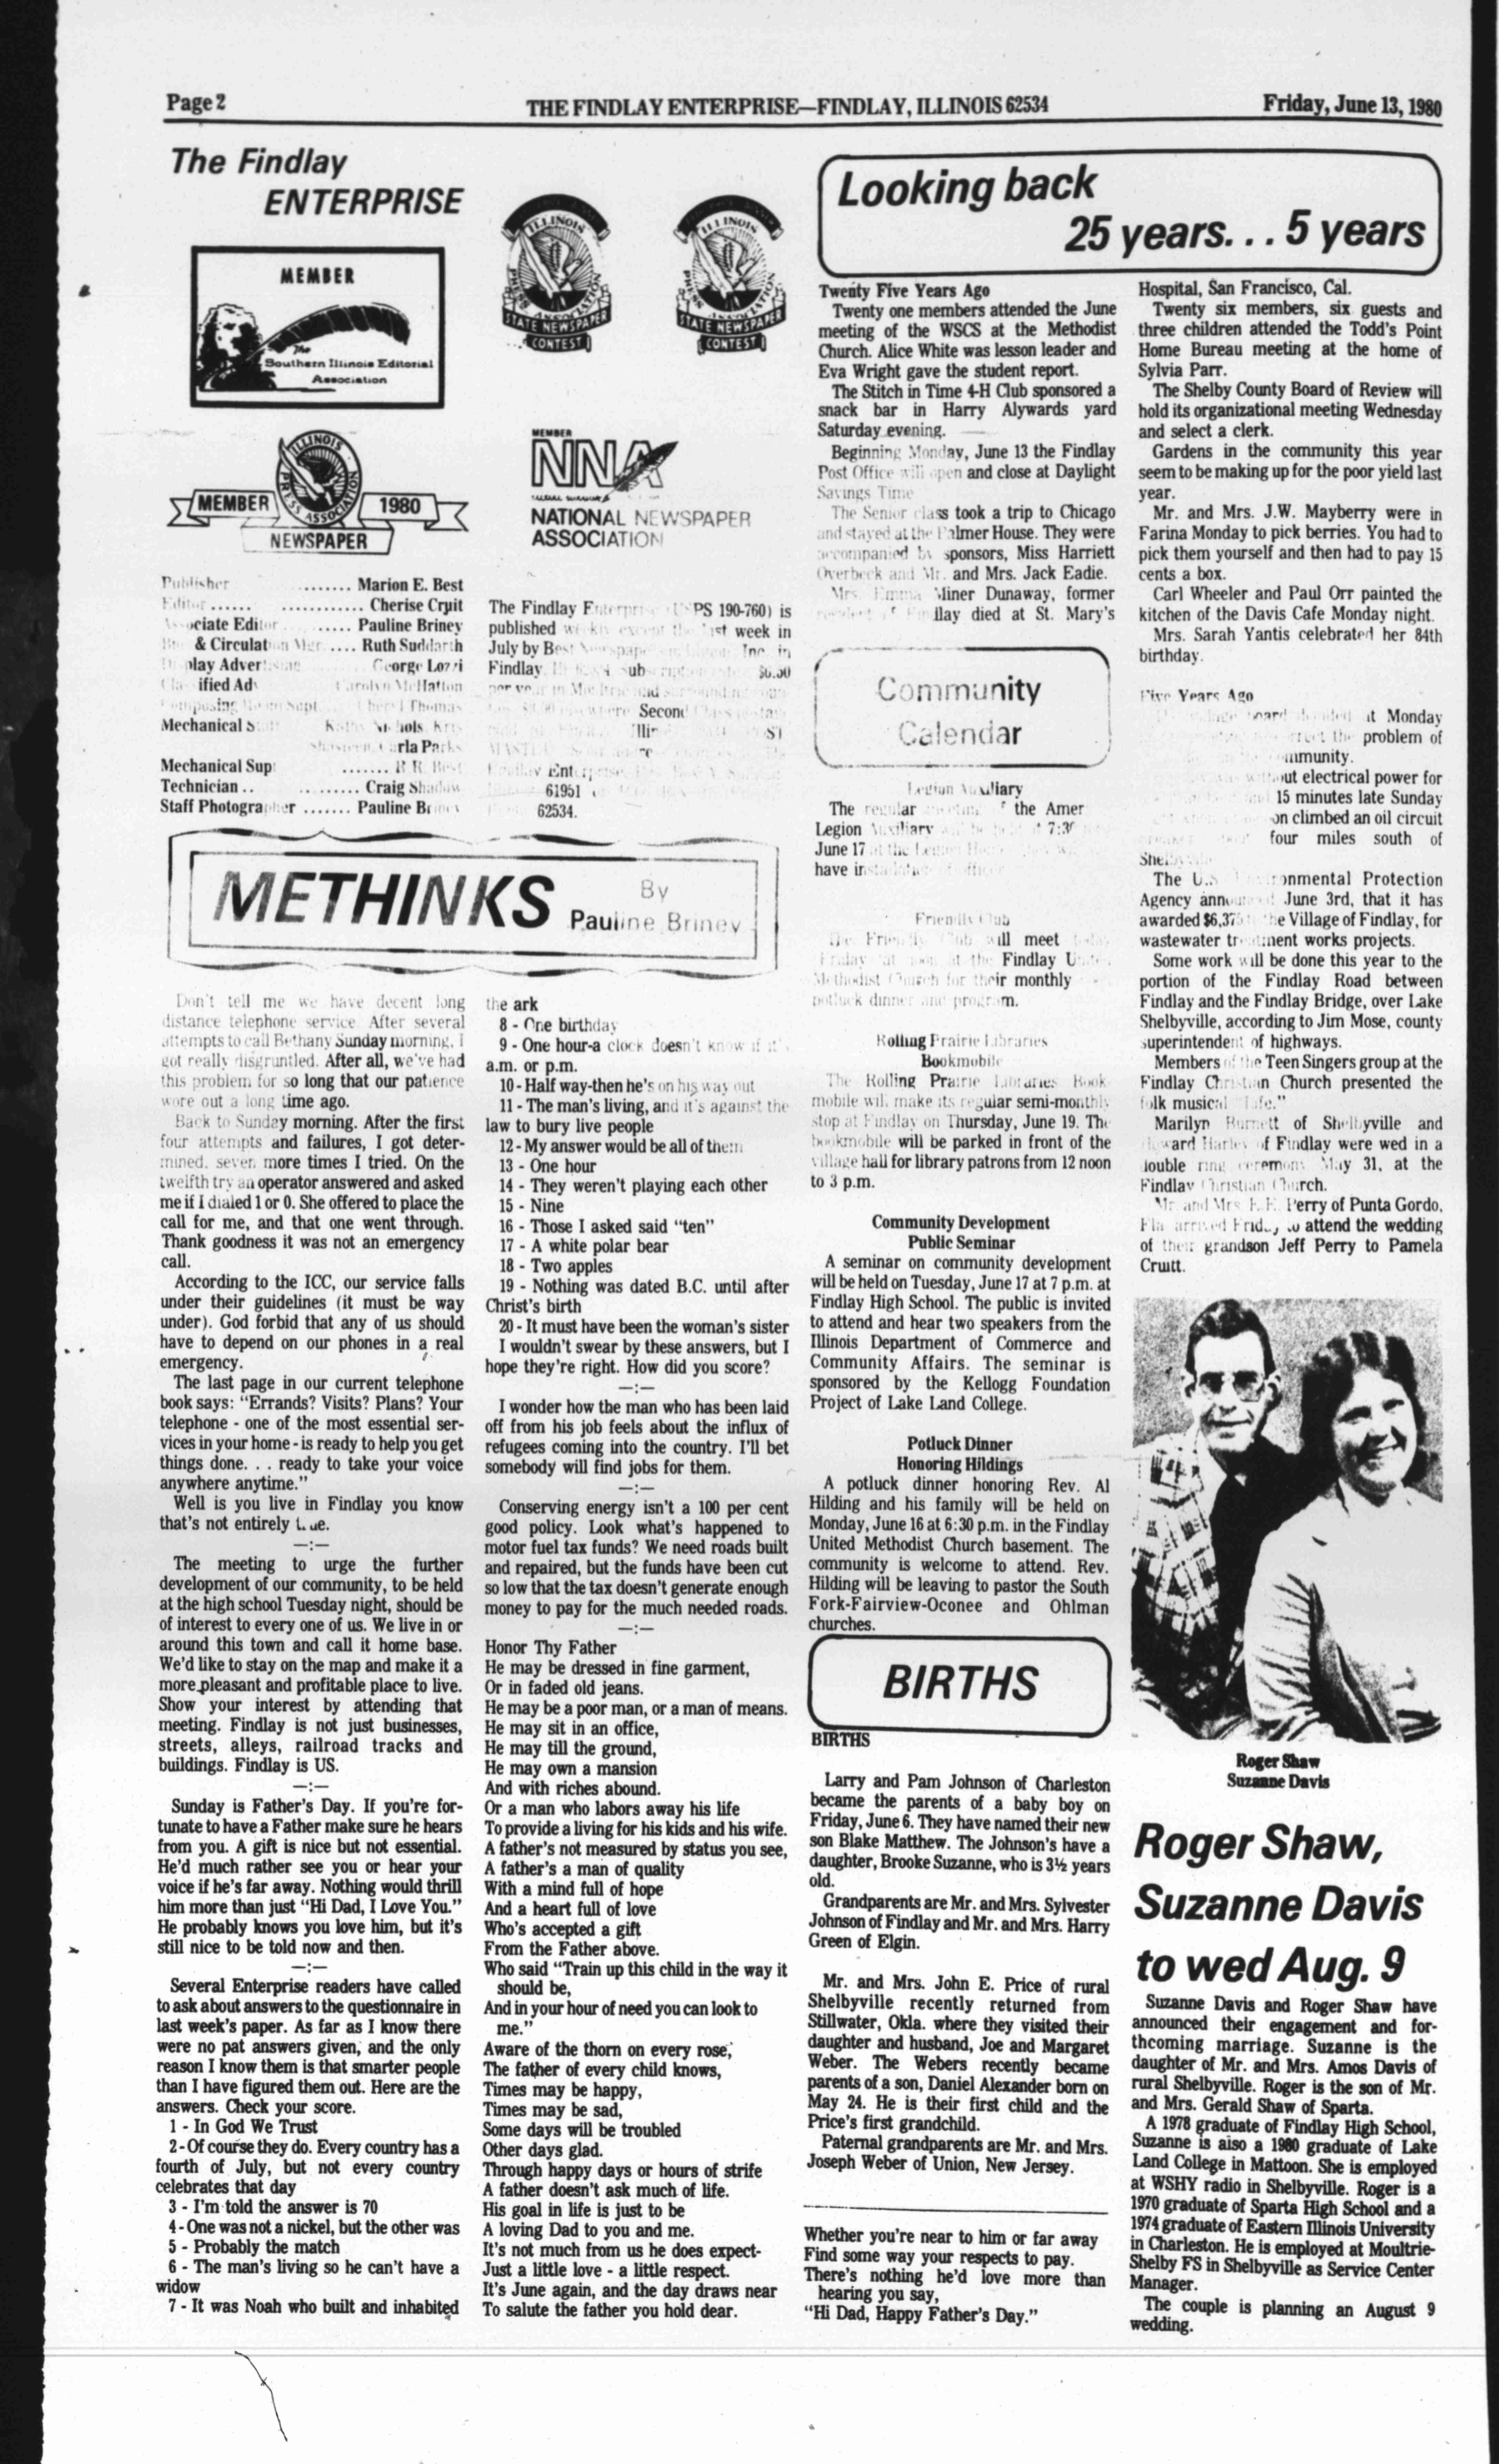 Page 2
THE FINDLAY ENTERPRISE—FINDLAY, ILLINOIS 62534
Friday, June 13, 1980
The Findlay
ENTERPRISE
MEMBER
The
Southern Illinois Editorial
Association
ILLINOIS
PRESS ASSOCIATION
STATE NEWSPAPER
CONTEST
ILLINOIS
PRESS ASSOCIATION
STATE NEWSPAPER
CONTEST
ILLINOIS
PRESS ASSOCIATION
MEMBER
1980
NEWSPAPER
MEMBER
NNA
NATIONAL NEWSPAPER
ASSOCIATION
Publisher ....... Marion E. Best
Editor ...... ............ Cherise Crpit
Associate Editor ..... Pauline Briney
& Circulation Mgr. .... Ruth Suddarth
Display Advertising George Lozzi
Classified Adv Carolyn McHatton
Composing Room Supt. Cheryl Thomas
Mechanical Staff Kathy Nichols, Kris
Carla Parks
Mechanical Sup ....... R.R. Best
Technician .. ......... Craig Shadow
Staff Photographer ....... Pauline Briney
The Findlay Enterprise (USPS 190-760) is
published weekly except the last week in
July by Best Newspapers in Inc. in
Findlay, $6.50
per year in
Second
61951
62534.
METHINKS
By
Pauline Briney
Don't tell me we have decent long
distance telephone service. After several
attempts to call Bethany Sunday morning, I
got really disgruntled. After all, we've had
this problem for so long that our patience
wore out a long time ago.
Back to Sunday morning. After the first
four attempts and failures, I got deter-
mined. seven more times I tried. On the
twelfth try an operator answered and asked
me if I dialed 1 or 0. She offered to place the
call for me, and that one went through.
Thank goodness it was not an emergency
call.
According to the ICC, our service falls
under their guidelines (it must be way
under). God forbid that any of us should
have to depend on our phones in a real
emergency.
The last page in our current telephone
book says: "Errands? Visits? Plans? Your
telephone - one of the most essential ser-
vices in your home - is ready to help you get
things done. . . ready to take your voice
anywhere anytime."
Well is you live in Findlay you know
that's not entirely true.
—:—
The meeting to urge the further
development of our community, to be held
at the high school Tuesday night, should be
of interest to every one of us. We live in or
around this town and call it home base.
We'd like to stay on the map and make it a
more pleasant and profitable place to live.
Show your interest by attending that
meeting. Findlay is not just businesses,
streets, alleys, railroad tracks and
buildings. Findlay is US.
—:—
Sunday is Father's Day. If you're for-
tunate to have a Father make sure he hears
from you. A gift is nice but not essential.
He'd much rather see you or hear your
voice if he's far away. Nothing would thrill
him more than just "Hi Dad, I Love You."
He probably knows you love him, but it's
still nice to be told now and then.
—:—
Several Enterprise readers have called
to ask about answers to the questionnaire in
last week's paper. As far as I know there
were no pat answers given, and the only
reason I know them is that smarter people
than I have figured them out. Here are the
answers. Check your score.
1 - In God We Trust
2 - Of course they do. Every country has a
fourth of July, but not every country
celebrates that day
3 - I'm told the answer is 70
4 - One was not a nickel, but the other was
5 - Probably the match
6 - The man's living so he can't have a
widow
7 - It was Noah who built and inhabited
the ark
8 - One birthday
9 - One hour-a clock doesn't know if it's
a.m. or p.m.
10 - Half way-then he's on his way out
11 - The man's living, and it's against the
law to bury live people
12 - My answer would be all of them
13 - One hour
14 - They weren't playing each other
15 - Nine
16 - Those I asked said "ten"
17 - A white polar bear
18 - Two apples
19 - Nothing was dated B.C. until after
Christ's birth
20 - It must have been the woman's sister
I wouldn't swear by these answers, but I
hope they're right. How did you score?
—:—
I wonder how the man who has been laid
off from his job feels about the influx of
refugees coming into the country. I'll bet
somebody will find jobs for them.
—:—
Conserving energy isn't a 100 per cent
good policy. Look what's happened to
motor fuel tax funds? We need roads built
and repaired, but the funds have been cut
so low that the tax doesn't generate enough
money to pay for the much needed roads.
—:—
Honor Thy Father
He may be dressed in fine garment,
Or in faded old jeans.
He may be a poor man, or a man of means.
He may sit in an office,
He may till the ground,
He may own a mansion
And with riches abound.
Or a man who labors away his life
To provide a living for his kids and his wife.
A father's not measured by status you see,
A father's a man of quality
With a mind full of hope
And a heart full of love
Who's accepted a gift
From the Father above.
Who said "Train up this child in the way it
should be,
And in your hour of need you can look to
me."
Aware of the thorn on every rose,
The father of every child knows,
Times may be happy,
Times may be sad,
Some days will be troubled
Other days glad.
Through happy days or hours of strife
A father doesn't ask much of life.
His goal in life is just to be
A loving Dad to you and me.
It's not much from us he does expect-
Just a little love - a little respect.
It's June again, and the day draws near
To salute the father you hold dear.
Whether you're near to him or far away
Find some way your respects to pay.
There's nothing he'd love more than
hearing you say,
"Hi Dad, Happy Father's Day."
Looking back
25 years. . . 5 years
Twenty Five Years Ago
Twenty one members attended the June
meeting of the WSCS at the Methodist
Church. Alice White was lesson leader and
Eva Wright gave the student report.
The Stitch in Time 4-H Club sponsored a
snack bar in Harry Alywards yard
Saturday evening.
Beginning Monday, June 13 the Findlay
Post Office will open and close at Daylight
Savings Time
The Senior class took a trip to Chicago
and stayed at the Palmer House. They were
accompanied by sponsors, Miss Harriett
Overbeck and Mr. and Mrs. Jack Eadie.
Mrs. Emma Miner Dunaway, former
resident of Findlay died at St. Mary's
Hospital, San Francisco, Cal.
Twenty six members, six guests and
three children attended the Todd's Point
Home Bureau meeting at the home of
Sylvia Parr.
The Shelby County Board of Review will
hold its organizational meeting Wednesday
and select a clerk.
Gardens in the community this year
seem to be making up for the poor yield last
year.
Mr. and Mrs. J.W. Mayberry were in
Farina Monday to pick berries. You had to
pick them yourself and then had to pay 15
cents a box.
Carl Wheeler and Paul Orr painted the
kitchen of the Davis Cafe Monday night.
Mrs. Sarah Yantis celebrated her 84th
birthday.
Five Years Ago
board decided at Monday
correct the problem of
community.
was without electrical power for
15 minutes late Sunday
climbed an oil circuit
four miles south of
Shelbyville
The U.S. Environmental Protection
Agency announced June 3rd, that it has
awarded $6,375 the Village of Findlay, for
wastewater treatment works projects.
Some work will be done this year to the
portion of the Findlay Road between
Findlay and the Findlay Bridge, over Lake
Shelbyville, according to Jim Mose, county
superintendent of highways.
Members of the Teen Singers group at the
Findlay Christian Church presented the
folk musical "Life."
Marilyn Burnett of Shelbyville and
Howard Harley of Findlay were wed in a
double ring ceremony May 31, at the
Findlay Christian Church.
Mr. and Mrs. Perry of Punta Gordo,
Fla. arrived Friday to attend the wedding
of their grandson Jeff Perry to Pamela
Cruitt.
Community
Calendar
Legion Auxiliary
The regular meeting of the Amer
Legion Auxiliary will be held at 7:30
June 17 at the Legion
have installation of officers
Friendly Club
The Friendly Club will meet today
Friday at noon at the Findlay United
Methodist Church for their monthly
potluck dinner and program.
Rolling Prairie Libraries
Bookmobile
The Rolling Prairie Libraries Book
mobile will make its regular semi-monthly
stop at Findlay on Thursday, June 19. The
bookmobile will be parked in front of the
village hall for library patrons from 12 noon
to 3 p.m.
Community Development
Public Seminar
A seminar on community development
will be held on Tuesday, June 17 at 7 p.m. at
Findlay High School. The public is invited
to attend and hear two speakers from the
Illinois Department of Commerce and
Community Affairs. The seminar is
sponsored by the Kellogg Foundation
Project of Lake Land College.
Potluck Dinner
Honoring Hildings
A potluck dinner honoring Rev. Al
Hilding and his family will be held on
Monday, June 16 at 6:30 p.m. in the Findlay
United Methodist Church basement. The
community is welcome to attend. Rev.
Hilding will be leaving to pastor the South
Fork-Fairview-Oconee and Ohlman
churches.
BIRTHS
BIRTHS
Larry and Pam Johnson of Charleston
became the parents of a baby boy on
Friday, June 6. They have named their new
son Blake Matthew. The Johnson's have a
daughter, Brooke Suzanne, who is 3½ years
old.
Grandparents are Mr. and Mrs. Sylvester
Johnson of Findlay and Mr. and Mrs. Harry
Green of Elgin.
Mr. and Mrs. John E. Price of rural
Shelbyville recently returned from
Stillwater, Okla. where they visited their
daughter and husband, Joe and Margaret
Weber. The Webers recently became
parents of a son, Daniel Alexander born on
May 24. He is their first child and the
Price's first grandchild.
Paternal grandparents are Mr. and Mrs.
Joseph Weber of Union, New Jersey.
Roger Shaw
Suzanne Davis
Roger Shaw,
Suzanne Davis
to wed Aug. 9
Suzanne Davis and Roger Shaw have
announced their engagement and for-
thcoming marriage. Suzanne is the
daughter of Mr. and Mrs. Amos Davis of
rural Shelbyville. Roger is the son of Mr.
and Mrs. Gerald Shaw of Sparta.
A 1978 graduate of Findlay High School,
Suzanne is also a 1980 graduate of Lake
Land College in Mattoon. She is employed
at WSHY radio in Shelbyville. Roger is a
1970 graduate of Sparta High School and a
1974 graduate of Eastern Illinois University
in Charleston. He is employed at Moultrie-
Shelby FS in Shelbyville as Service Center
Manager.
The couple is planning an August 9
wedding.